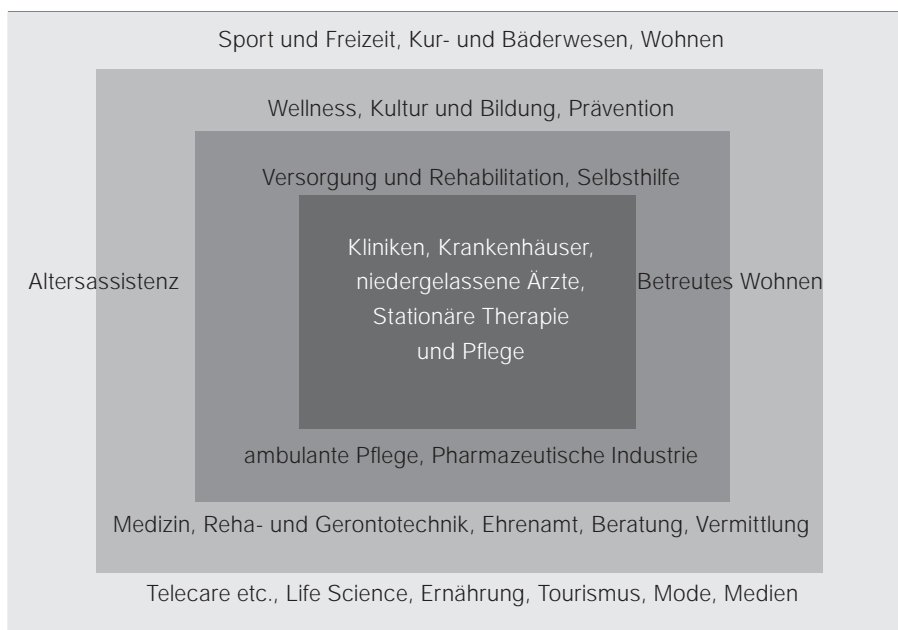 Sport und Freizeit, Kur- und Bäderwesen, Wohnen
Wellness, Kultur und Bildung, Prävention
Versorgung und Rehabilitation, Selbsthilfe
Kliniken, Krankenhäuser,
niedergelassene Ärzte,
Stationäre Therapie
und Pflege
Altersassistenz
Betreutes Wohnen
ambulante Pflege, Pharmazeutische Industrie
Medizin, Reha- und Gerontotechnik, Ehrenamt, Beratung, Vermittlung
Telecare etc., Life Science, Ernährung, Tourismus, Mode, Medien